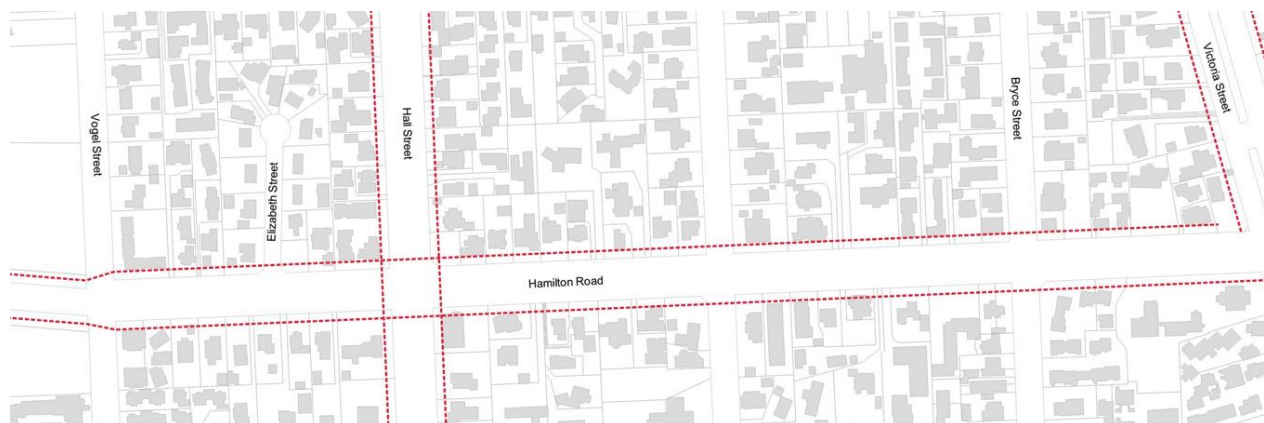 Vogel Street
Elizabeth Street
Hall Street
Hamilton Road
Bryce Street
Victoria Street